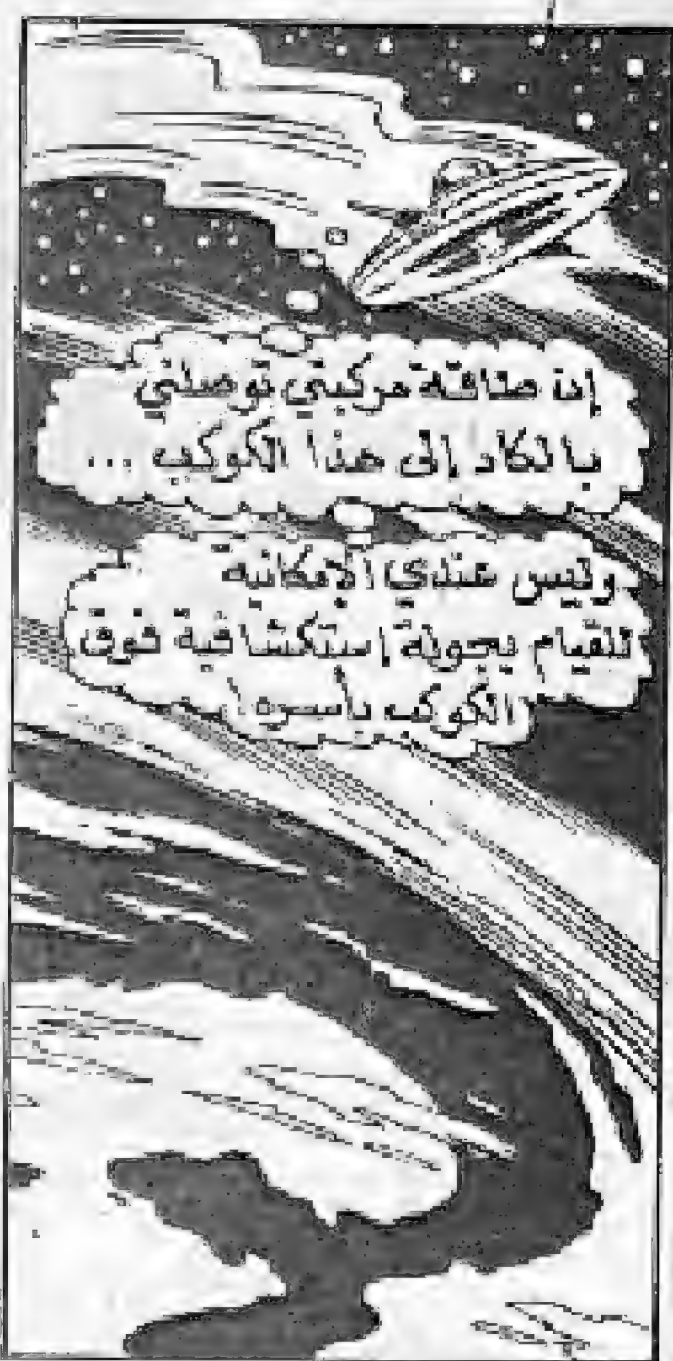 إن طاقة مركبتي توصلني
بالكاد إلى هذا الكوكب ...
وليس عندي الإمكانية
للقيام بجولة إستكشافية فوق
الكوكب بأسره !